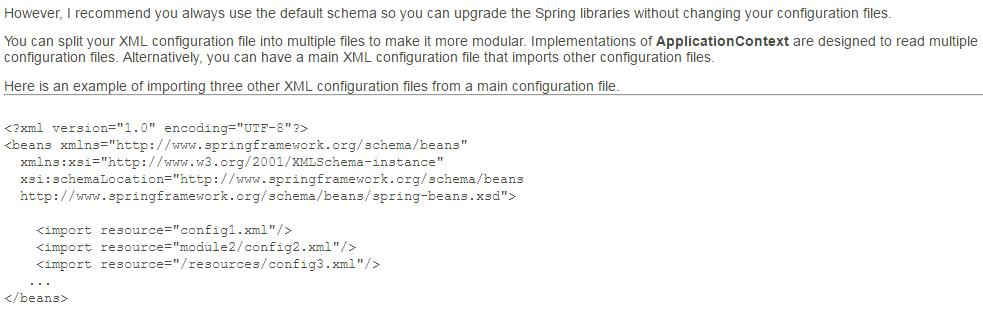 However, I recommend you always use the default schema so you can upgrade the Spring libraries without changing your configuration files.
You can split your XML configuration file into multiple files to make it more modular. Implementations of ApplicationContext are designed to read multiple
configuration files. Alternatively, you can have a main XML configuration file that imports other configuration files.
Here is an example of importing three other XML configuration files from a main configuration file.
<?xml version="1.0" encoding="UTF-8"?>
<beans xmlns="http://www.springframework.org/schema/beans"
  xmlns:xsi="http://www.w3.org/2001/XMLSchema-instance"
  xsi:schemaLocation="http://www.springframework.org/schema/beans
  http://www.springframework.org/schema/beans/spring-beans.xsd">
    <import resource="config1.xml"/>
    <import resource="module2/config2.xml"/>
    <import resource="/resources/config3.xml"/>
   ...
</beans>